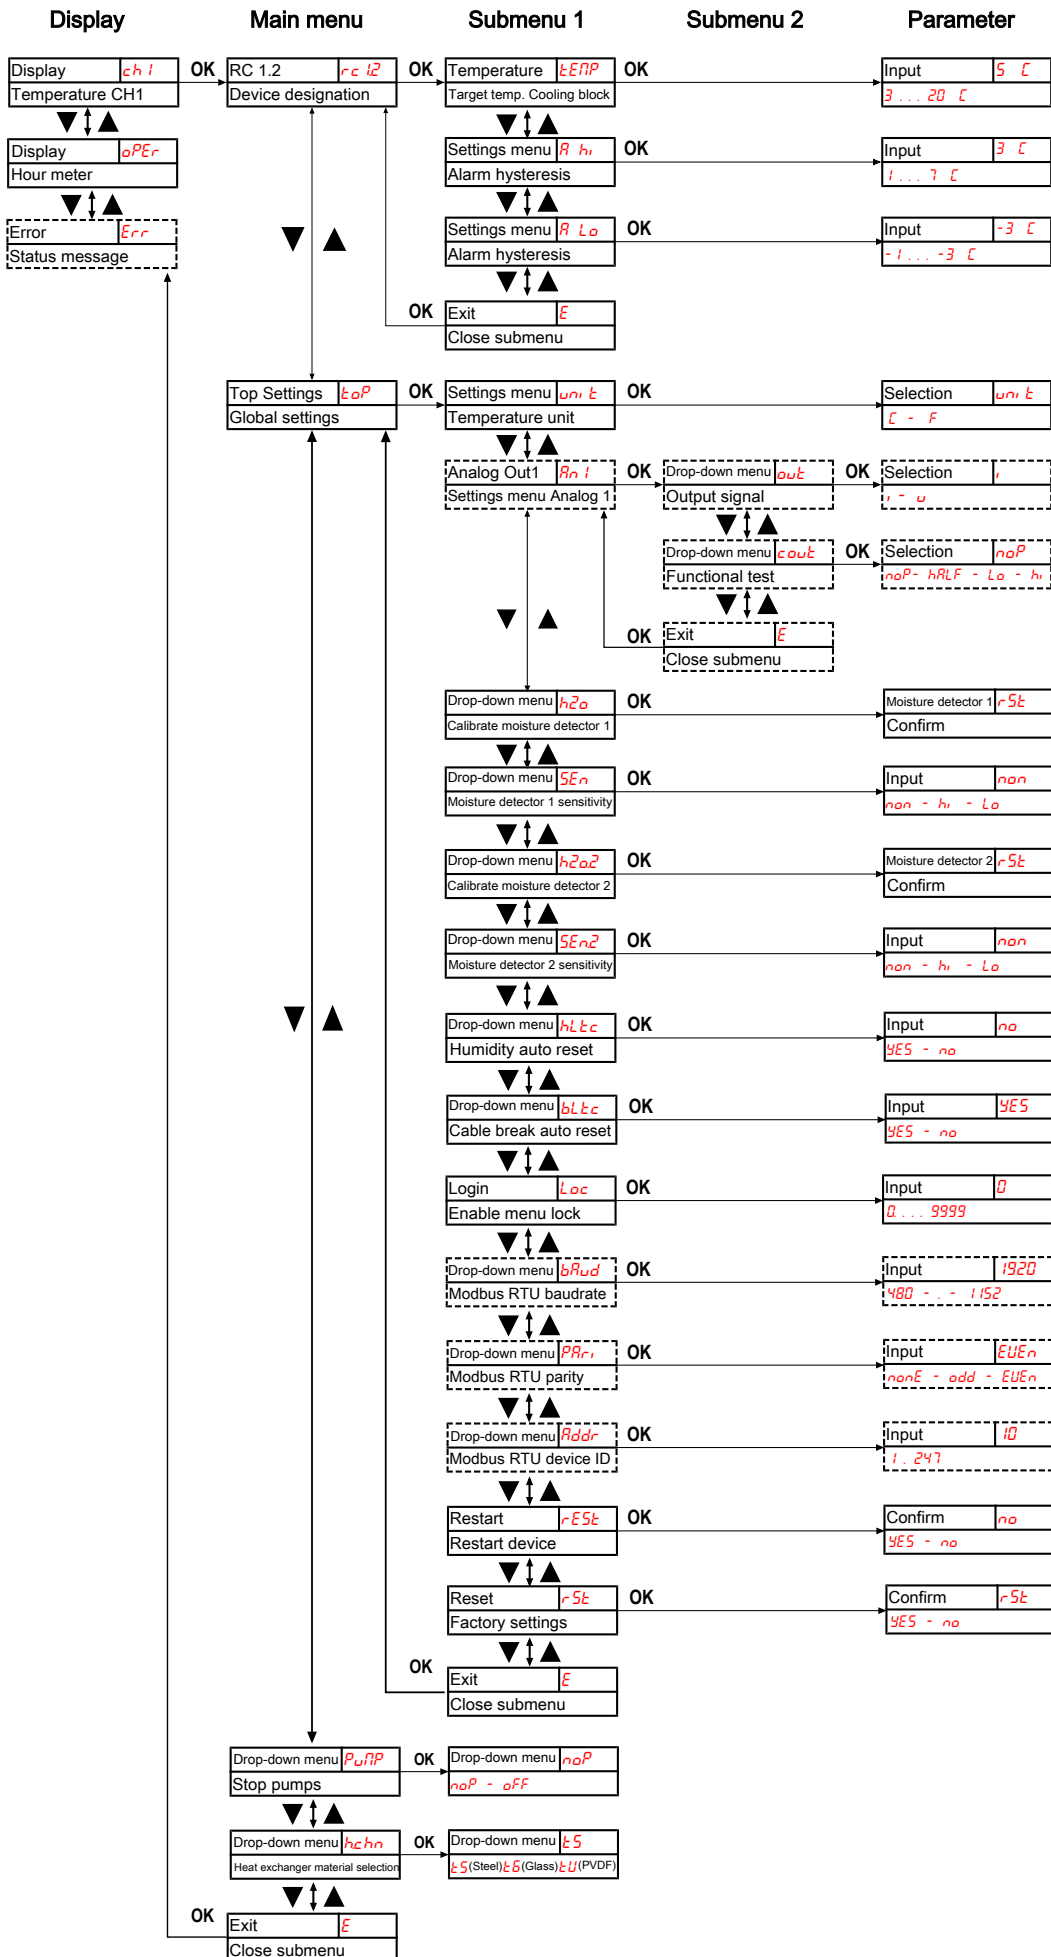 Display Main menu Submenu 1 Submenu 2 Parameter
Display ch1 OK RC 1.2 rc1.2 OK Temperature tEMP OK Input 5 C
Temperature CH1 Device designation Target temp. Cooling block 3 . . . 20 C
Display oPEr Settings menu A hi OK Input 3 C
Hour meter Alarm hysteresis 1 . . . 7 C
Error Err Settings menu A Lo OK Input -3 C
Status message Alarm hysteresis -1 . . . -3 C
OK Exit E
Close submenu
Top Settings toP OK Settings menu unit OK Selection unit
Global settings Temperature unit C - F
Analog Out1 An1 OK Drop-down menu out OK Selection i
Settings menu Analog 1 Output signal i - u
Drop-down menu cout OK Selection noP
Functional test noP - hALF - Lo - hi
OK Exit E
Close submenu
Drop-down menu h2o OK Moisture detector 1 rSt
Calibrate moisture detector 1 Confirm
Drop-down menu SEn OK Input non
Moisture detector 1 sensitivity non - hi - Lo
Drop-down menu h2o.2 OK Moisture detector 2 rSt
Calibrate moisture detector 2 Confirm
Drop-down menu SEn.2 OK Input non
Moisture detector 2 sensitivity non - hi - Lo
Drop-down menu hLtc OK Input no
Humidity auto reset YES - no
Drop-down menu bLtc OK Input YES
Cable break auto reset YES - no
Login Loc OK Input 0
Enable menu lock 0. . . . 9999
Drop-down menu bAud OK Input 1920
Modbus RTU baudrate 480 - . - 1152
Drop-down menu PAri OK Input EUEn
Modbus RTU parity nonE - odd - EUEn
Drop-down menu Addr OK Input 10
Modbus RTU device ID 1 . 247
Restart rESt OK Confirm no
Restart device YES - no
Reset rSt OK Confirm rSt
Factory settings YES - no
OK Exit E
Close submenu
Drop-down menu PuMP OK Drop-down menu noP
Stop pumps noP - oFF
Drop-down menu h.chn OK Drop-down menu tS
Heat exchanger material selection tS(Steel)tG(Glass)tU(PVDF)
OK Exit E
Close submenu